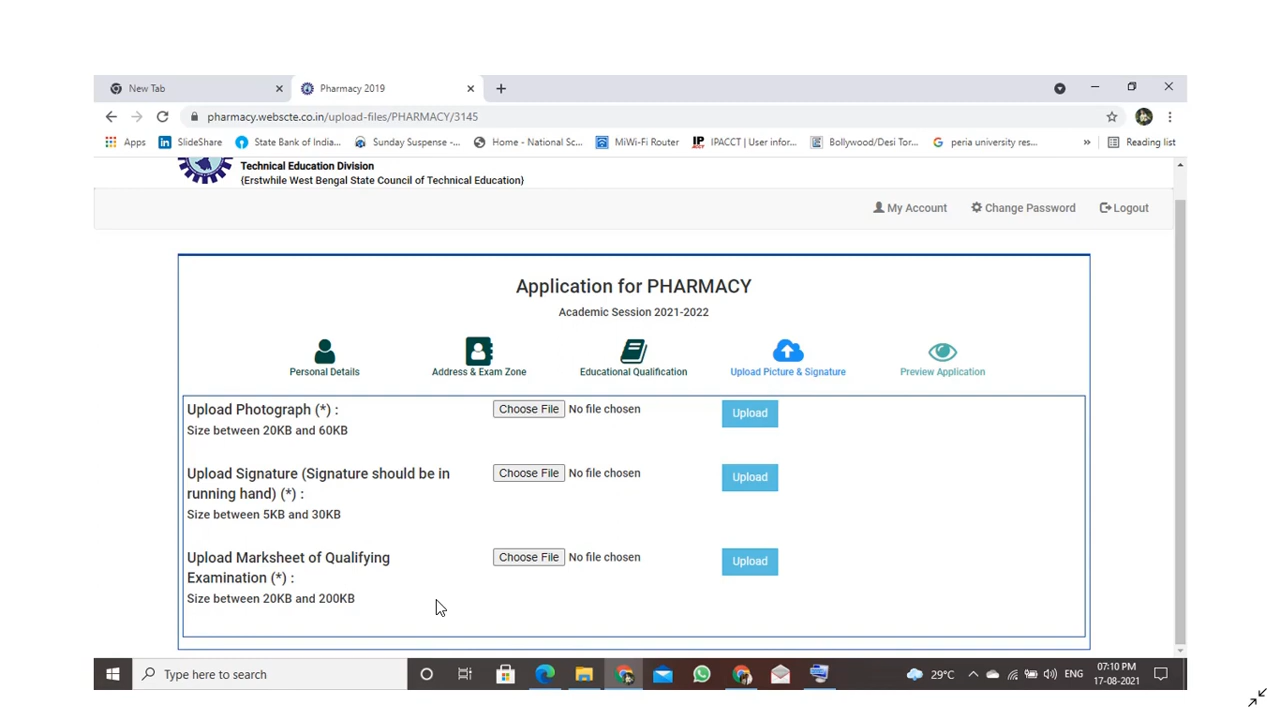 New Tab
Pharmacy 2019
pharmacy.webscte.co.in/upload-files/PHARMACY/3145
Apps SlideShare State Bank of India... Sunday Suspense -... Home - National Sc... MiWi-Fi Router IPACCT | User infor... Bollywood/Desi Tor... peria university res... » Reading list
Technical Education Division
{Erstwhile West Bengal State Council of Technical Education}
My Account Change Password Logout
Application for PHARMACY
Academic Session 2021-2022
Personal Details Address & Exam Zone Educational Qualification Upload Picture & Signature Preview Application
Upload Photograph (*) : Choose File No file chosen Upload
Size between 20KB and 60KB
Upload Signature (Signature should be in Choose File No file chosen Upload
running hand) (*) :
Size between 5KB and 30KB
Upload Marksheet of Qualifying Choose File No file chosen Upload
Examination (*) :
Size between 20KB and 200KB
Type here to search 29°C ENG 07:10 PM
17-08-2021